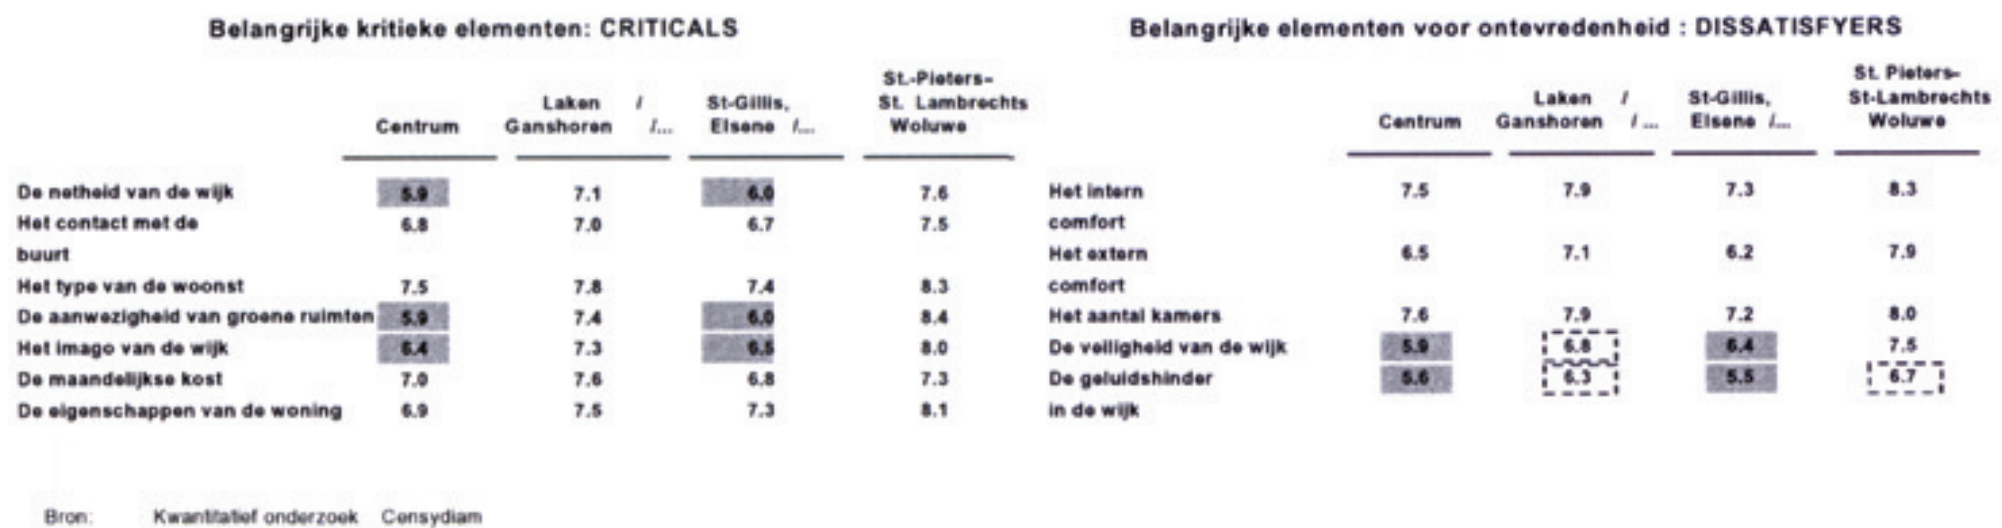 Belangrijke kritieke elementen: CRITICALS
Centrum Laken / Ganshoren /... St-Gillis, Elsene /... St.-Pieters- St. Lambrechts Woluwe
De netheid van de wijk 5.9 7.1 6.0 7.6
Het contact met de 6.8 7.0 6.7 7.5
buurt
Het type van de woonst 7.5 7.8 7.4 8.3
De aanwezigheid van groene ruimten 5.9 7.4 6.0 8.4
Het imago van de wijk 6.4 7.3 6.5 8.0
De maandelijkse kost 7.0 7.6 6.8 7.3
De eigenschappen van de woning 6.9 7.5 7.3 8.1
Belangrijke elementen voor ontevredenheid : DISSATISFYERS
Centrum Laken / Ganshoren / ... St-Gillis, Elsene /... St. Pieters- St-Lambrechts Woluwe
Het intern 7.5 7.9 7.3 8.3
comfort
Het extern 6.5 7.1 6.2 7.9
comfort
Het aantal kamers 7.6 7.9 7.2 8.0
De veiligheid van de wijk 5.9 6.8 6.4 7.5
De geluidshinder 5.6 6.3 5.5 6.7
in de wijk
Bron: Kwantitatief onderzoek Censydiam